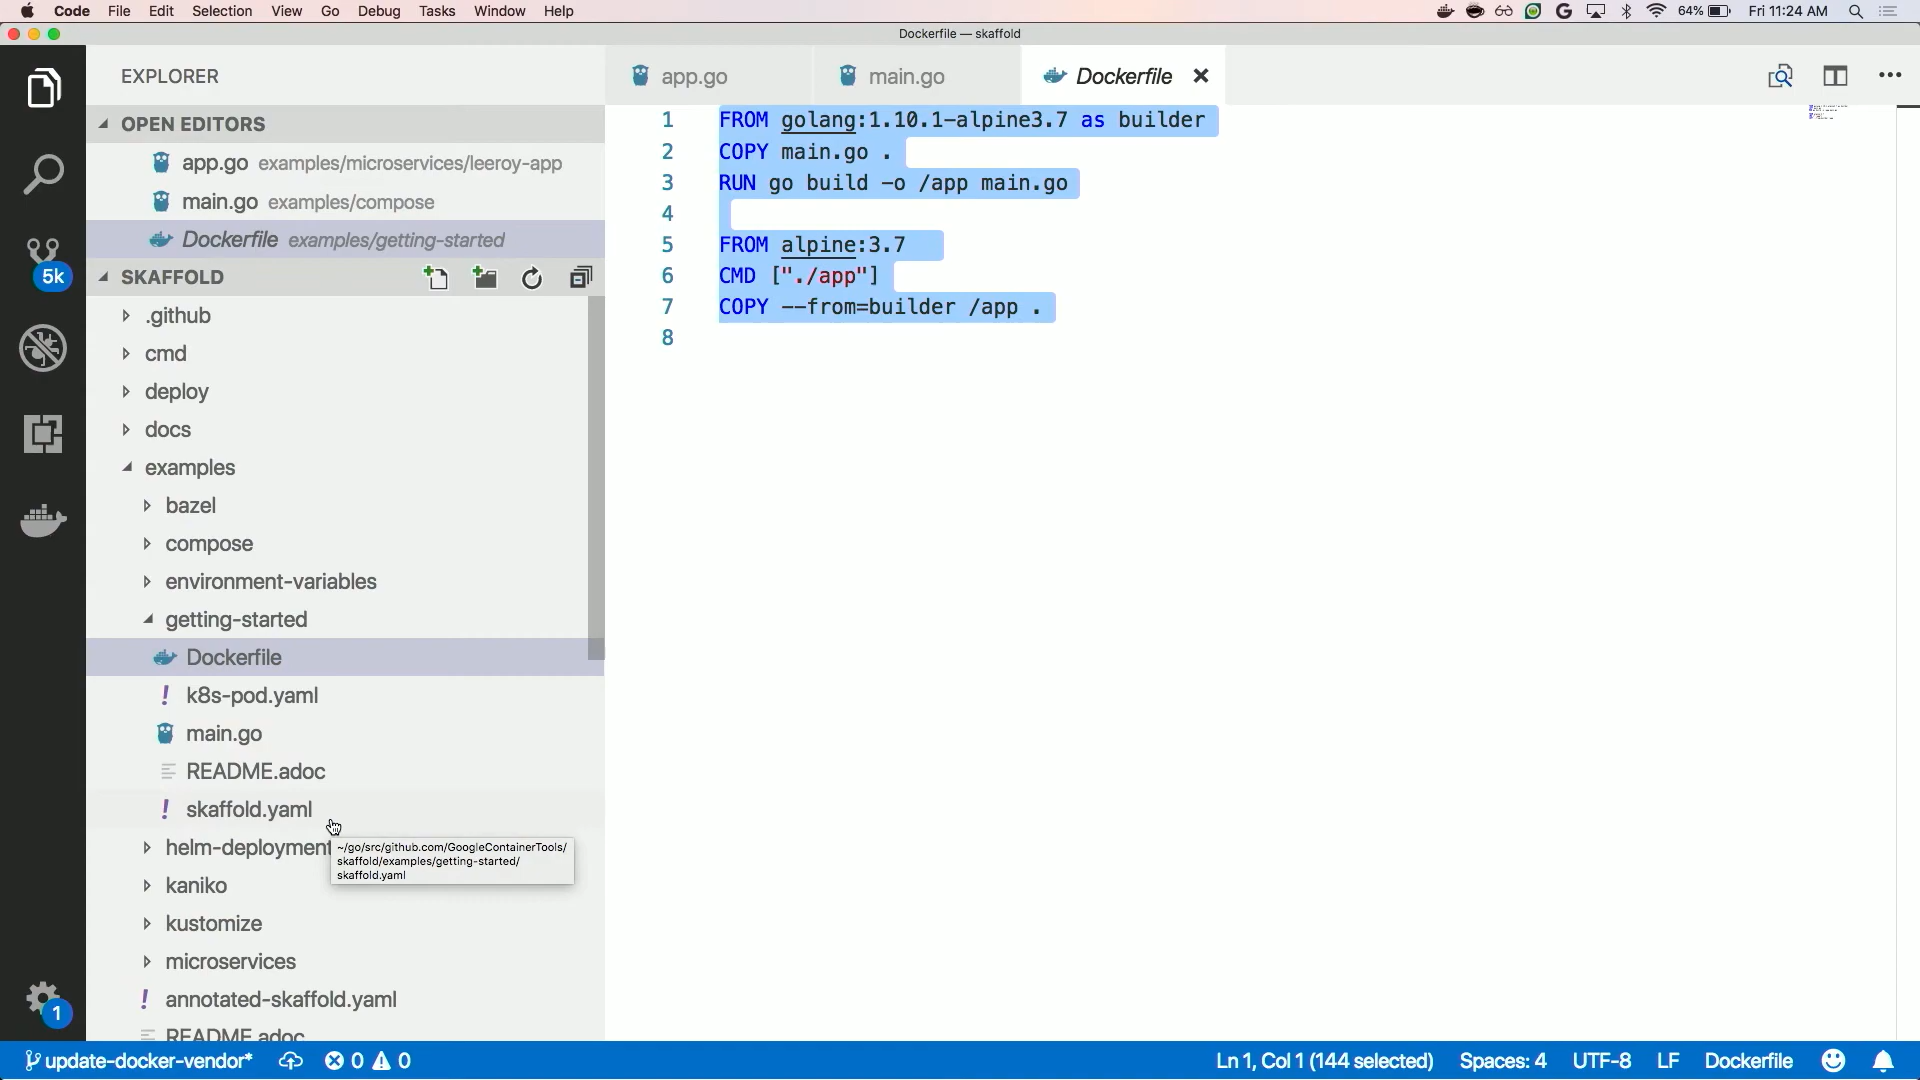 Code File Edit Selection View Go Debug Tasks Window Help
64% Fri 11:24 AM
Dockerfile — skaffold
EXPLORER
OPEN EDITORS
app.go examples/microservices/leeroy-app
main.go examples/compose
Dockerfile examples/getting-started
5k
SKAFFOLD
.github
cmd
deploy
docs
examples
bazel
compose
environment-variables
getting-started
Dockerfile
k8s-pod.yaml
main.go
README.adoc
skaffold.yaml
helm-deployment
~/go/src/github.com/GoogleContainerTools/
skaffold/examples/getting-started/
skaffold.yaml
kaniko
kustomize
microservices
annotated-skaffold.yaml
README.adoc
1
app.go main.go Dockerfile
1 FROM golang:1.10.1-alpine3.7 as builder
2 COPY main.go .
3 RUN go build -o /app main.go
4
5 FROM alpine:3.7
6 CMD ["./app"]
7 COPY --from=builder /app .
8
update-docker-vendor* 0 0
Ln 1, Col 1 (144 selected) Spaces: 4 UTF-8 LF Dockerfile